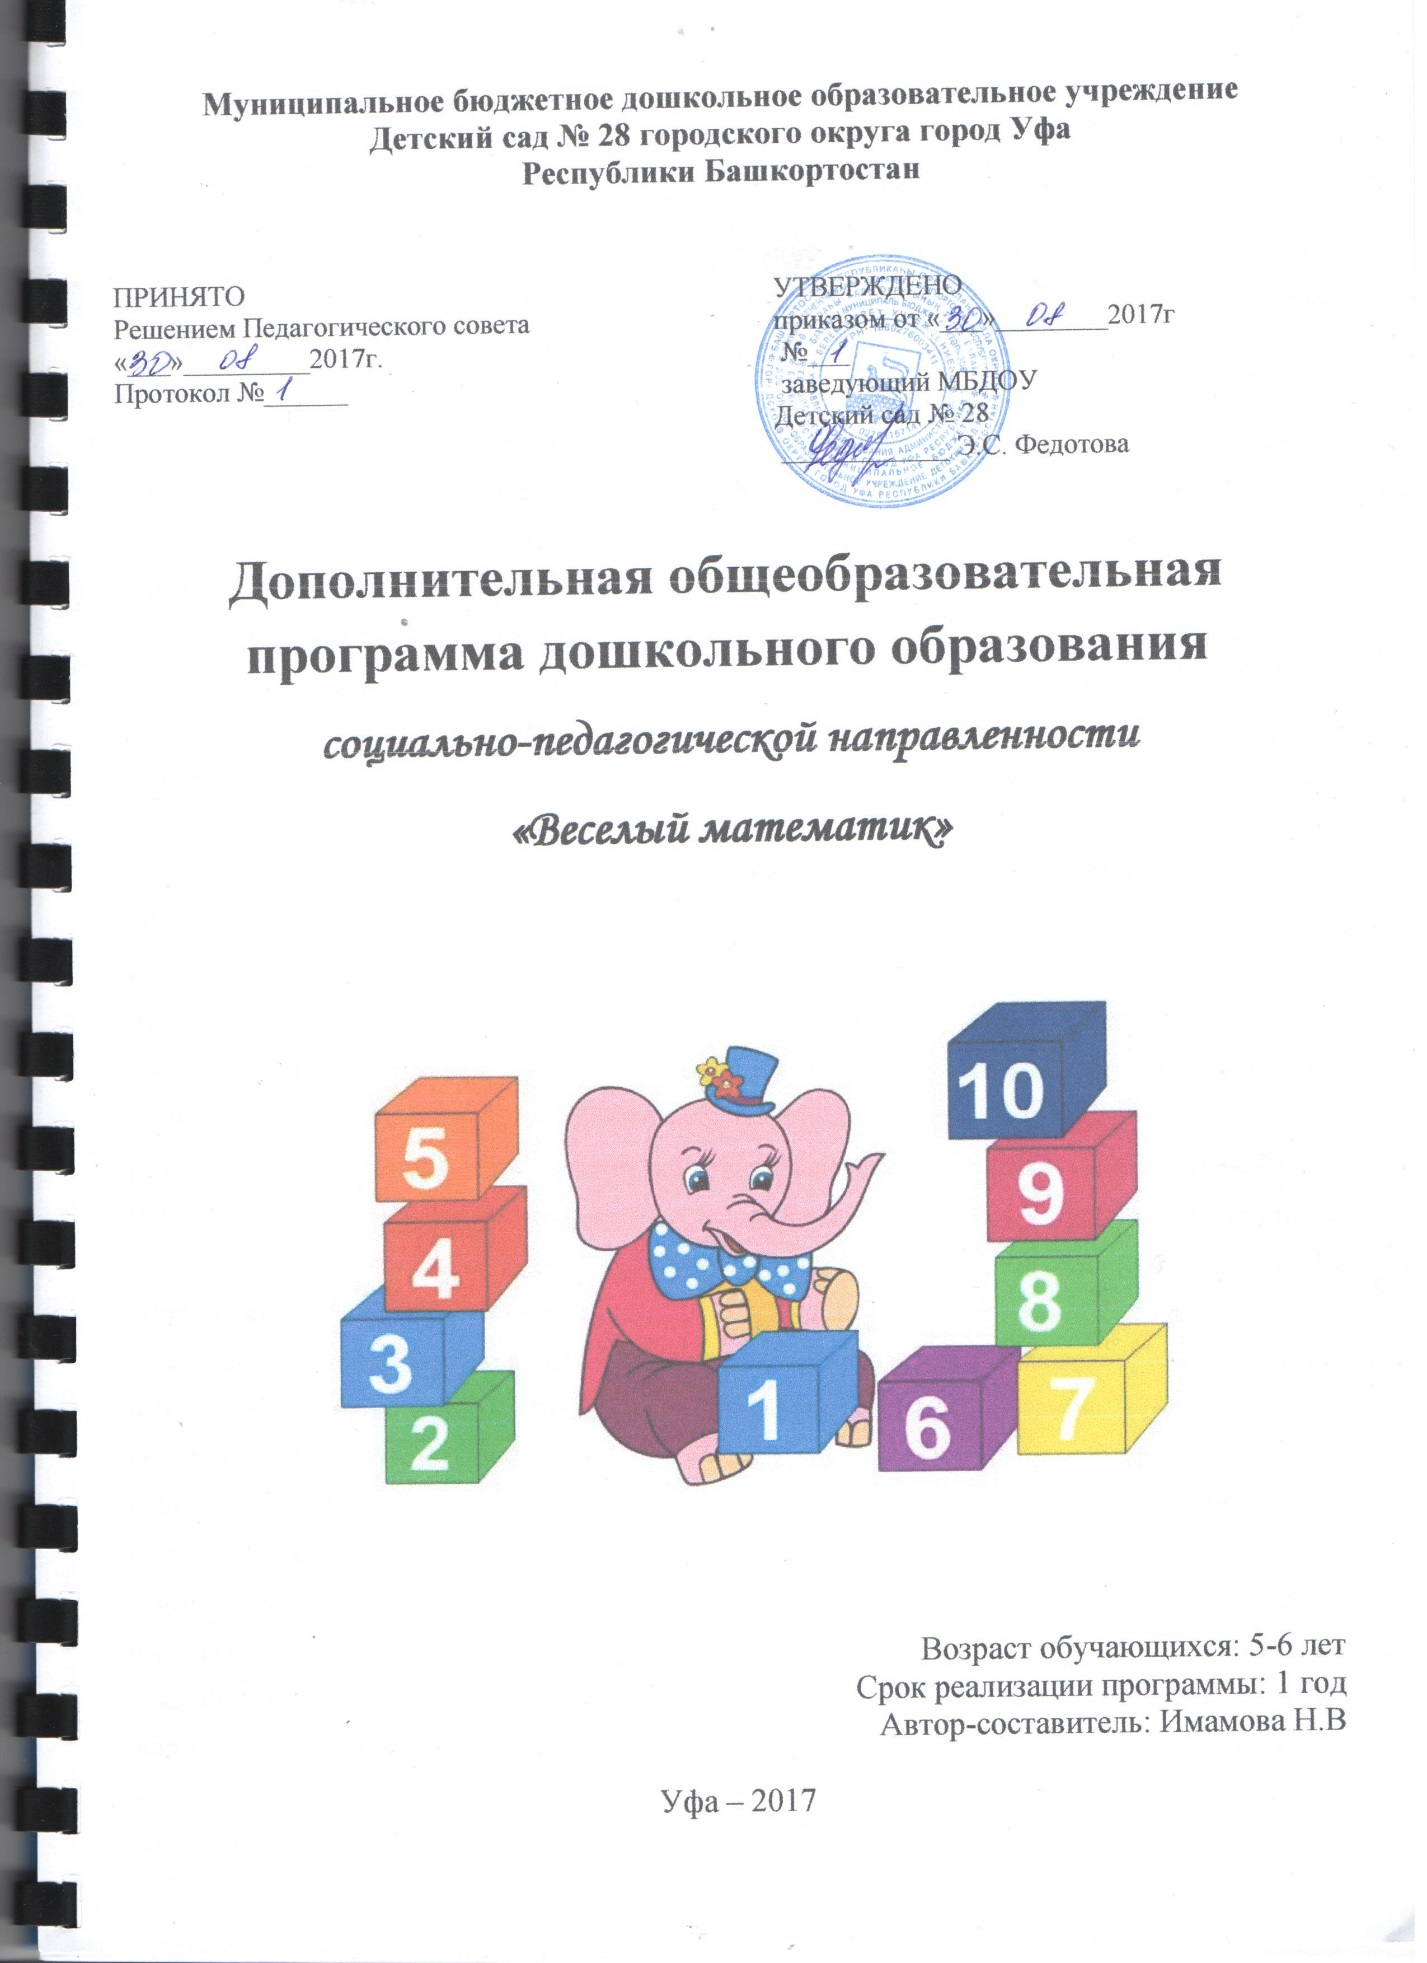 Муниципальное бюджетное дошкольное образовательное учреждение
Детский сад № 28 городского округа город Уфа
Республики Башкортостан
ПРИНЯТО
Решением Педагогического совета
«30» 08 2017г.
Протокол № 1
УТВЕРЖДЕНО
приказом от «30» 08 2017г
№ 1
заведующий МБДОУ
Детский сад № 28
Э.С. Федотова
Дополнительная общеобразовательная
программа дошкольного образования
социально-педагогической направленности
«Веселый математик»
10
5
9
4
8
3
7
1
6
2
Возраст обучающихся: 5-6 лет
Срок реализации программы: 1 год
Автор-составитель: Имамова Н.В
Уфа – 2017